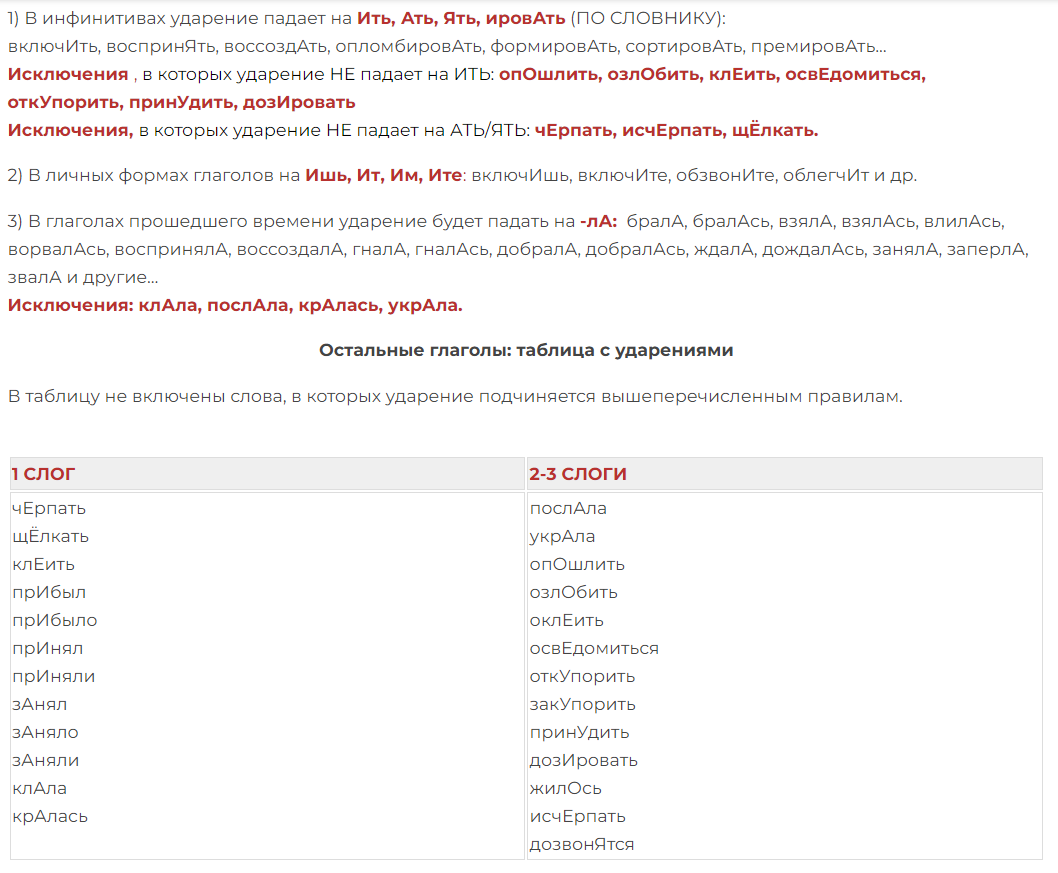 1) В инфинитивах ударение падает на Ить, Ать, Ять, ировАть (ПО СЛОВНИКУ):
включИть, воспринЯть, воссоздАть, опломбировАть, формировАть, сортировАть, премировАть...
Исключения , в которых ударение НЕ падает на ИТЬ: опОшлить, озлОбить, клЕить, освЕдомиться,
откУпорить, принУдить, дозИровать
Исключения, в которых ударение НЕ падает на АТЬ/ЯТЬ: чЕрпать, исчЕрпать, щЁлкать.
2) В личных формах глаголов на Ишь, Ит, Им, Ите: включИшь, включИте, обзвонИте, облегчИт и др.
3) В глаголах прошедшего времени ударение будет падать на -лА: бралА, бралАсь, взялА, взялАсь, влилАсь,
ворвалАсь, воспринялА, воссоздалА, гналА, гналАсь, добралА, добралАсь, ждалА, дождалАсь, занялА, заперлА,
звалА и другие...
Исключения: клАла, послАла, крАлась, укрАла.
Остальные глаголы: таблица с ударениями
В таблицу не включены слова, в которых ударение подчиняется вышеперечисленным правилам.
1 СЛОГ
чЕрпать
щЁлкать
клЕить
прИбыл
прИбыло
прИнял
прИняли
зАнял
зАняло
зАняли
клАла
крАлась
2-3 СЛОГИ
послАла
укрАла
опОшлить
озлОбить
оклЕить
освЕдомиться
откУпорить
закУпорить
принУдить
дозИровать
жилОсь
исчЕрпать
дозвонЯтся